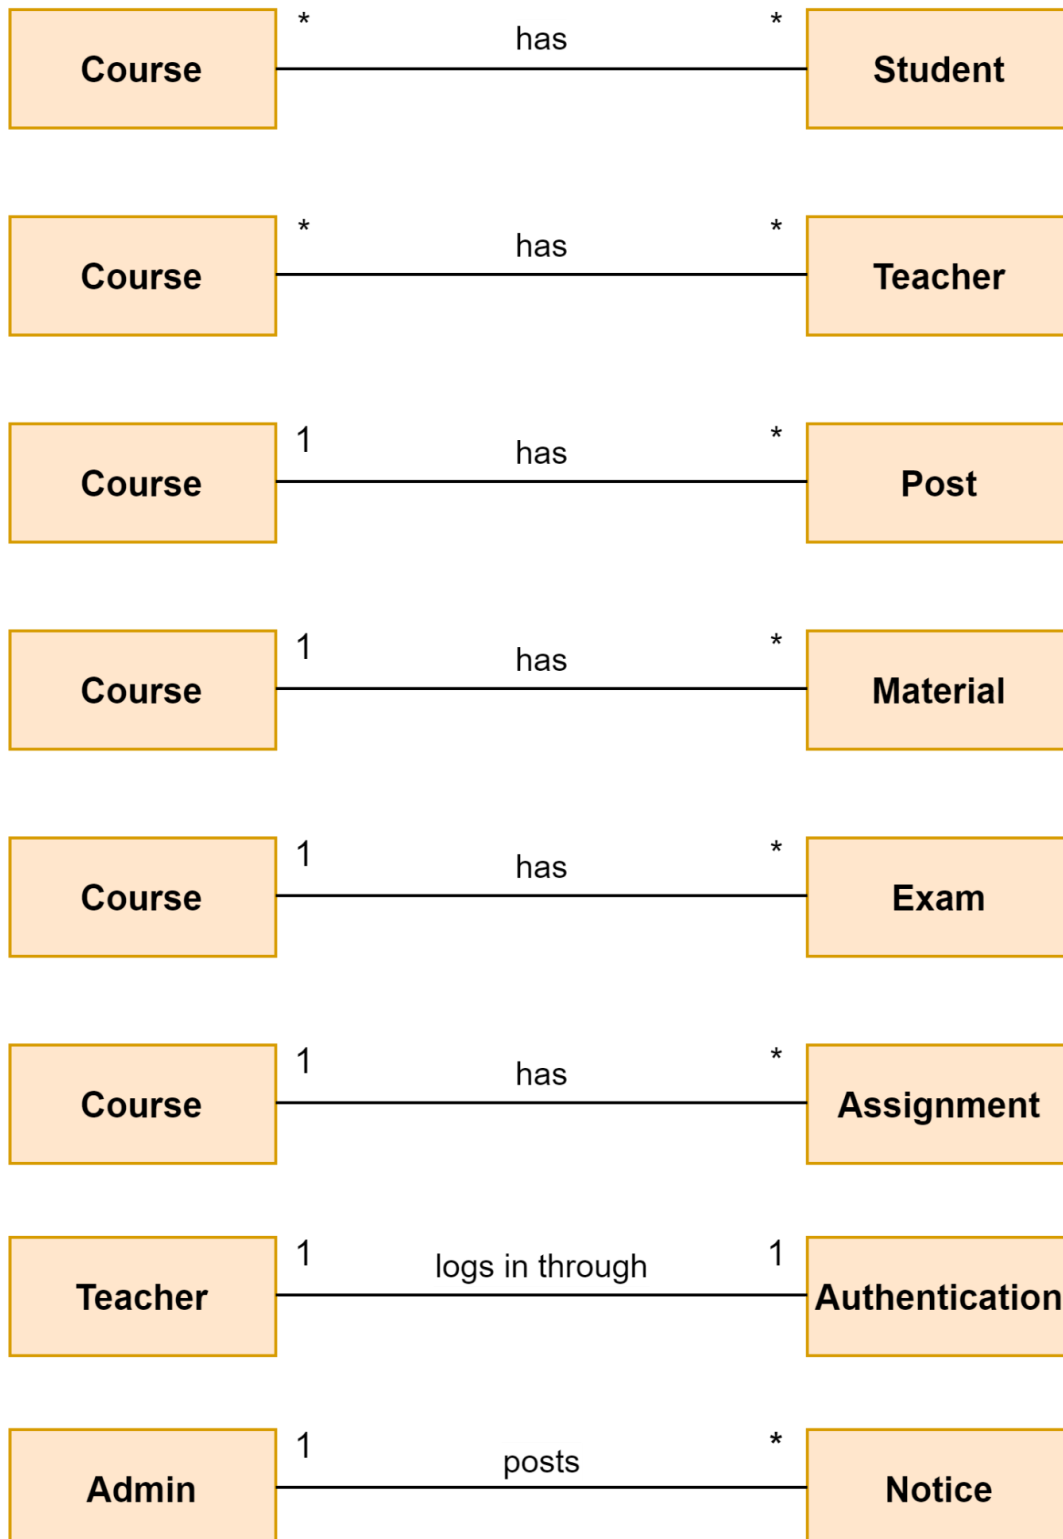 * has *
Course Student
* has *
Course Teacher
1 has *
Course Post
1 has *
Course Material
1 has *
Course Exam
1 has *
Course Assignment
1 logs in through 1
Teacher Authentication
1 posts *
Admin Notice